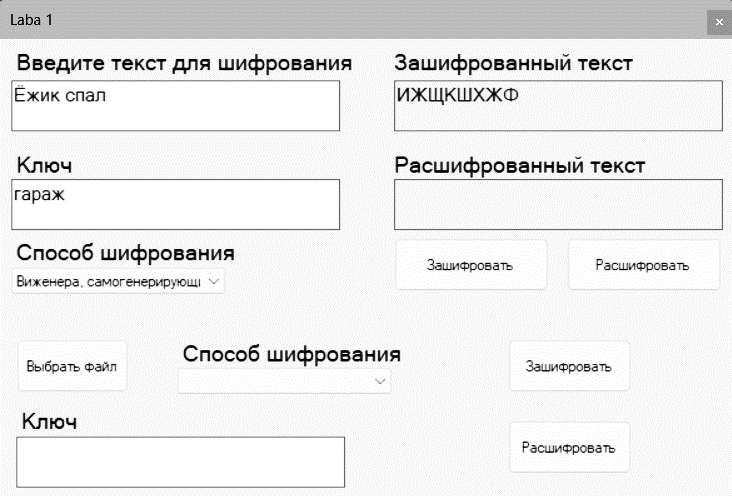 Laba 1
Введите текст для шифрования
Зашифрованный текст
Ёжик спал
ИЖЩКШХЖФ
Ключ
Расшифрованный текст
гараж
Способ шифрования
Виженера, самогенерирующи
Зашифровать
Расшифровать
Выбрать файл
Способ шифрования
Зашифровать
Ключ
Расшифровать